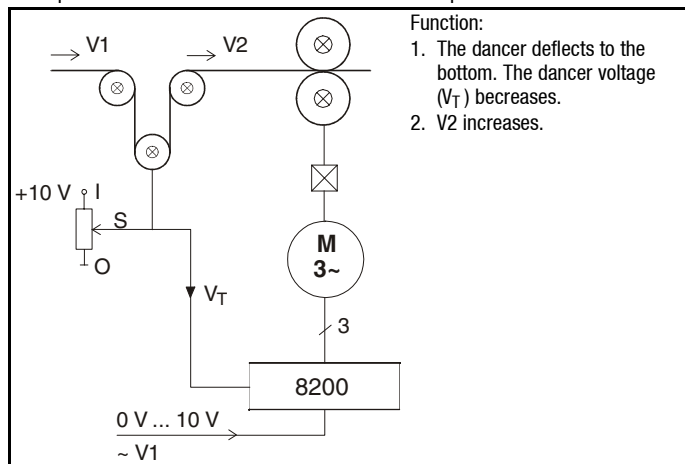 Function:
1. The dancer deflects to the
bottom. The dancer voltage
(VT ) becreases.
2. V2 increases.
V1
V2
+10 V
I
S
O
M
3~
VT
3
8200
0 V ... 10 V
~ V1